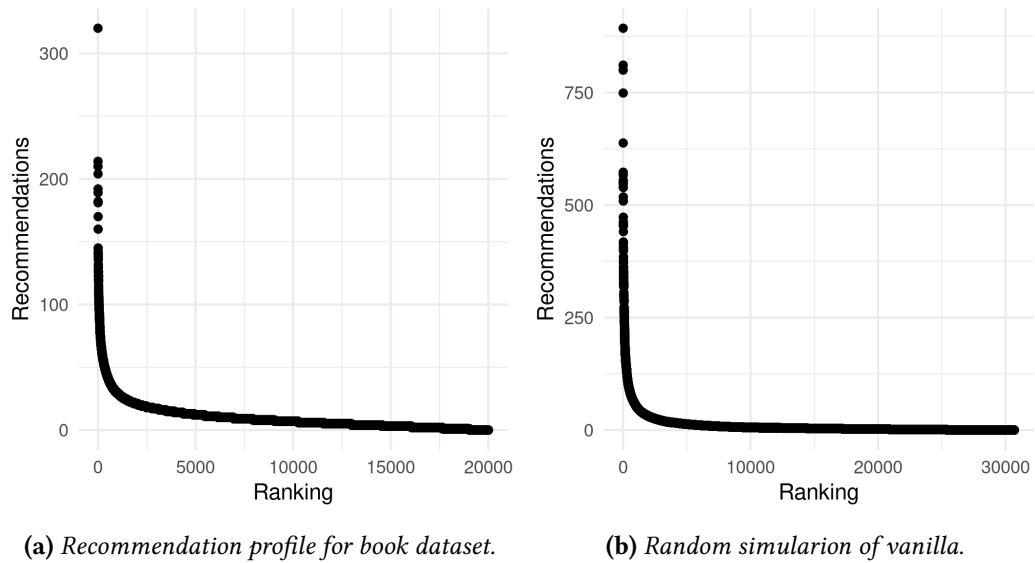 300
200
100
0
Recommendations
0 5000 10000 15000 20000
Ranking
(a) Recommendation profile for book dataset.
750
500
250
0
Recommendations
0 10000 20000 30000
Ranking
(b) Random simularion of vanilla.